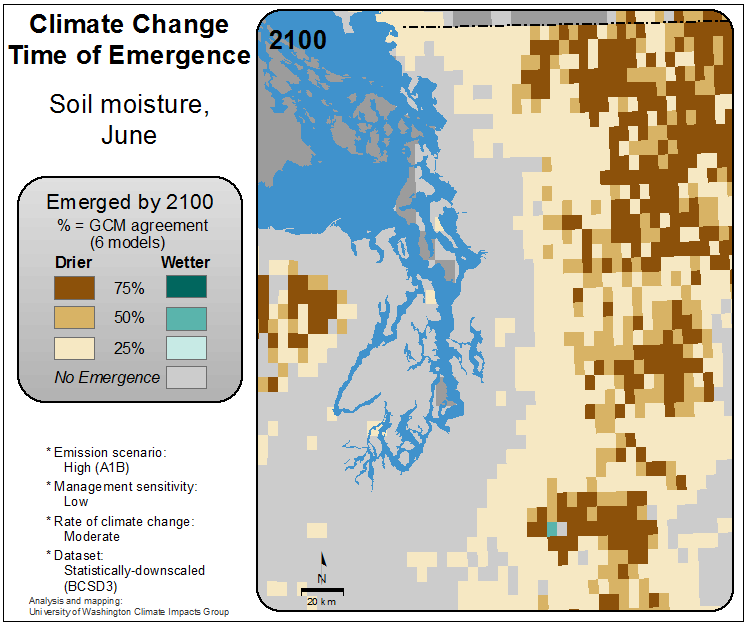 Climate Change
Time of Emergence
Soil moisture,
June
2100
Emerged by 2100
% = GCM agreement
(6 models)
Drier Wetter
75%
50%
25%
No Emergence
* Emission scenario:
High (A1B)
* Management sensitivity:
Low
* Rate of climate change:
Moderate
* Dataset:
Statistically-downscaled
(BCSD3)
Analysis and mapping:
University of Washington Climate Impacts Group
N
20 km